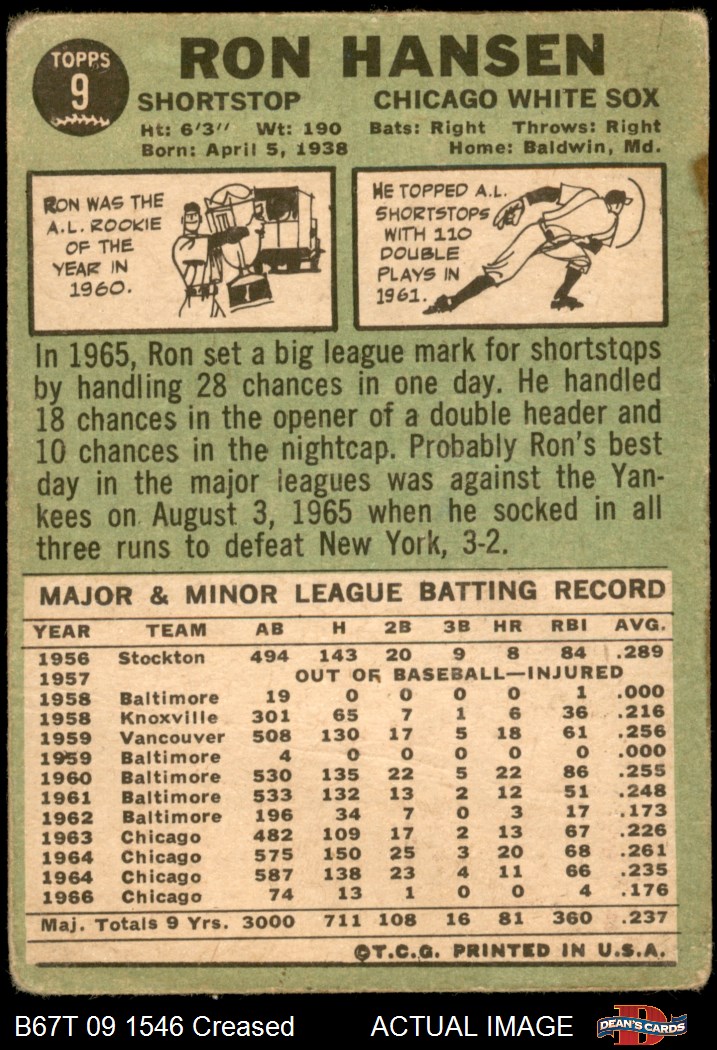 TOPPS
9
RON HANSEN
SHORTSTOP CHICAGO WHITE SOX
Ht: 6'3" Wt: 190 Bats: Right Throws: Right
Born: April 5, 1938 Home: Baldwin, Md.
RON WAS THE
A.L. ROOKIE
OF THE
YEAR IN
1960.
HE TOPPED A.L.
SHORTSTOPS
WITH 110
DOUBLE
PLAYS IN
1961.
In 1965, Ron set a big league mark for shortstops
by handling 28 chances in one day. He handled
18 chances in the opener of a double header and
10 chances in the nightcap. Probably Ron's best
day in the major leagues was against the Yan-
kees on August 3, 1965 when he socked in all
three runs to defeat New York, 3-2.
MAJOR & MINOR LEAGUE BATTING RECORD
YEAR TEAM AB H 2B 3B HR RBI AVG.
1956 Stockton 494 143 20 9 8 84 .289
1957 OUT OF BASEBALL—INJURED
1958 Baltimore 19 0 0 0 0 1 .000
1958 Knoxville 301 65 7 1 6 36 .216
1959 Vancouver 508 130 17 5 18 61 .256
1959 Baltimore 4 0 0 0 0 0 .000
1960 Baltimore 530 135 22 5 22 86 .255
1961 Baltimore 533 132 13 2 12 51 .248
1962 Baltimore 196 34 7 0 3 17 .173
1963 Chicago 482 109 17 2 13 67 .226
1964 Chicago 575 150 25 3 20 68 .261
1964 Chicago 587 138 23 4 11 66 .235
1966 Chicago 74 13 1 0 0 4 .176
Maj. Totals 9 Yrs. 3000 711 108 16 81 360 .237
©T.C.G. PRINTED IN U.S.A.
B67T 09 1546 Creased ACTUAL IMAGE
D
DEAN'S CARDS